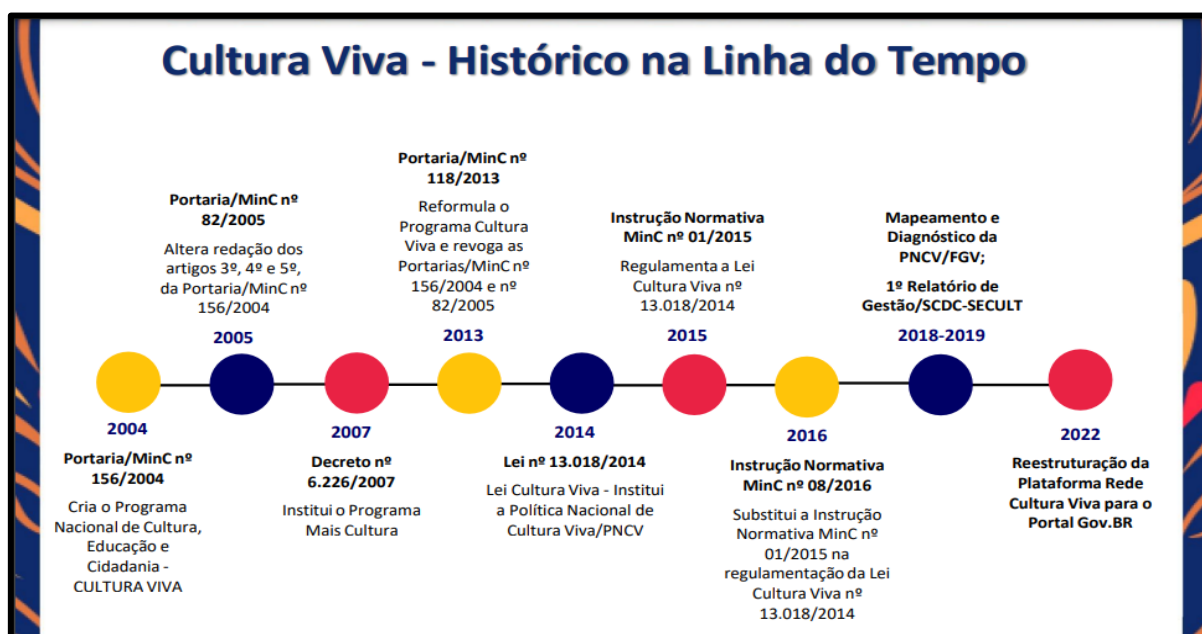 Cultura Viva - Histórico na Linha do Tempo
Portaria/MinC nº
156/2004
Cria o Programa
Nacional de Cultura,
Educação e
Cidadania -
CULTURA VIVA
2004
Portaria/MinC nº
82/2005
Altera redação dos
artigos 3º, 4º e 5º,
da Portaria/MinC nº
156/2004
2005
2007
Decreto nº
6.226/2007
Institui o Programa
Mais Cultura
Portaria/MinC nº
118/2013
Reformula o
Programa Cultura
Viva e revoga as
Portarias/MinC nº
156/2004 e nº
82/2005
2013
2014
Lei nº 13.018/2014
Lei Cultura Viva - Institui
a Política Nacional de
Cultura Viva/PNCV
Instrução Normativa
MinC nº 01/2015
Regulamenta a Lei
Cultura Viva nº
13.018/2014
2015
2016
Instrução Normativa
MinC nº 08/2016
Substitui a Instrução
Normativa MinC nº
01/2015 na
regulamentação da Lei
Cultura Viva nº
13.018/2014
Mapeamento e
Diagnóstico da
PNCV/FGV;
1º Relatório de
Gestão/SCDC-SECULT
2018-2019
2022
Reestruturação da
Plataforma Rede
Cultura Viva para o
Portal Gov.BR